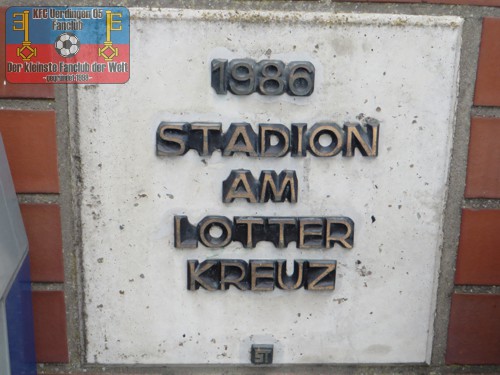 KFC Uerdingen 05
Fanclub
Der kleinste Fanclub der Welt
1986
STADION
AM
LOTTER
KREUZ